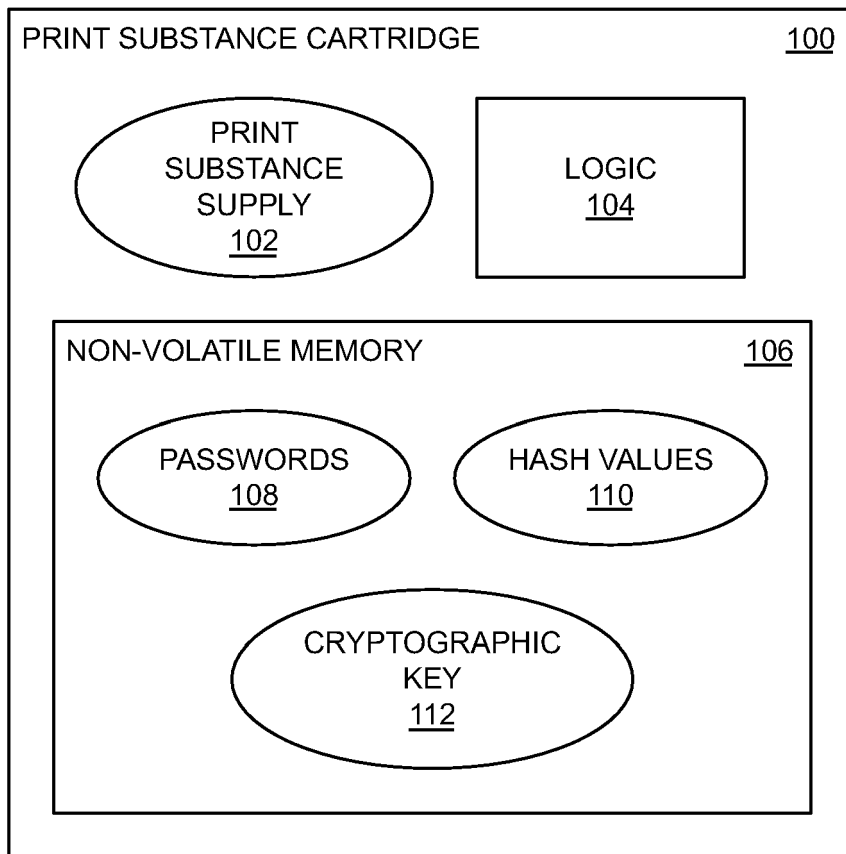 PRINT SUBSTANCE CARTRIDGE 100
PRINT
SUBSTANCE
SUPPLY
102
LOGIC
104
NON-VOLATILE MEMORY 106
PASSWORDS
108
HASH VALUES
110
CRYPTOGRAPHIC
KEY
112